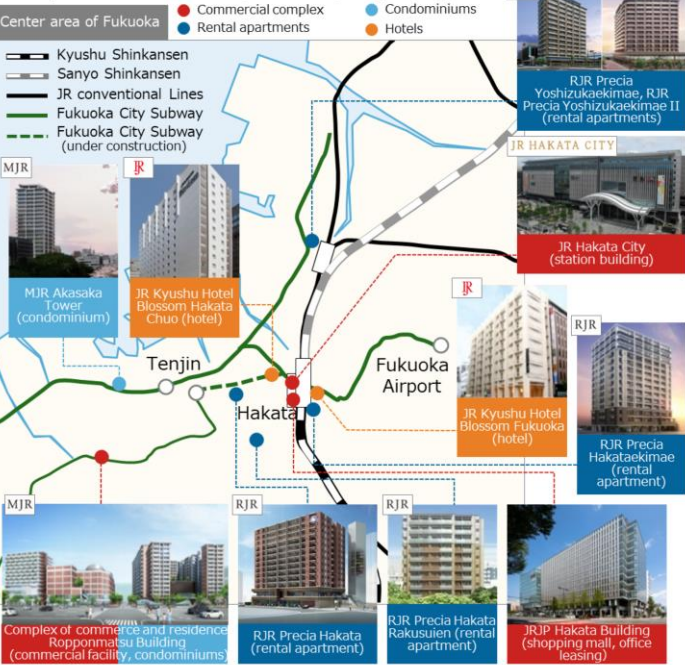 Center area of Fukuoka
Commercial complex
Condominiums
Rental apartments
Hotels
Kyushu Shinkansen
Sanyo Shinkansen
JR conventional Lines
Fukuoka City Subway
Fukuoka City Subway
(under construction)
RJR Precia
Yoshizukaekimae, RJR
Precia Yoshizukaekimae II
(rental apartments)
JR HAKATA CITY
JR Hakata City
(station building)
MJR
JR
MJR Akasaka
Tower
(condominium)
JR Kyushu Hotel
Blossom Hakata
Chuo (hotel)
JR
JR Kyushu Hotel
Blossom Fukuoka
(hotel)
RJR
RJR Precia
Hakataekimae
(rental
apartment)
Tenjin
Hakata
Fukuoka
Airport
MJR
Complex of commerce and residence
Ropponmatsu Building
(commercial facility, condominiums)
RJR
RJR Precia Hakata
(rental apartment)
RJR
RJR Precia Hakata
Rakusuien (rental
apartment)
JRJP Hakata Building
(shopping mall, office
leasing)